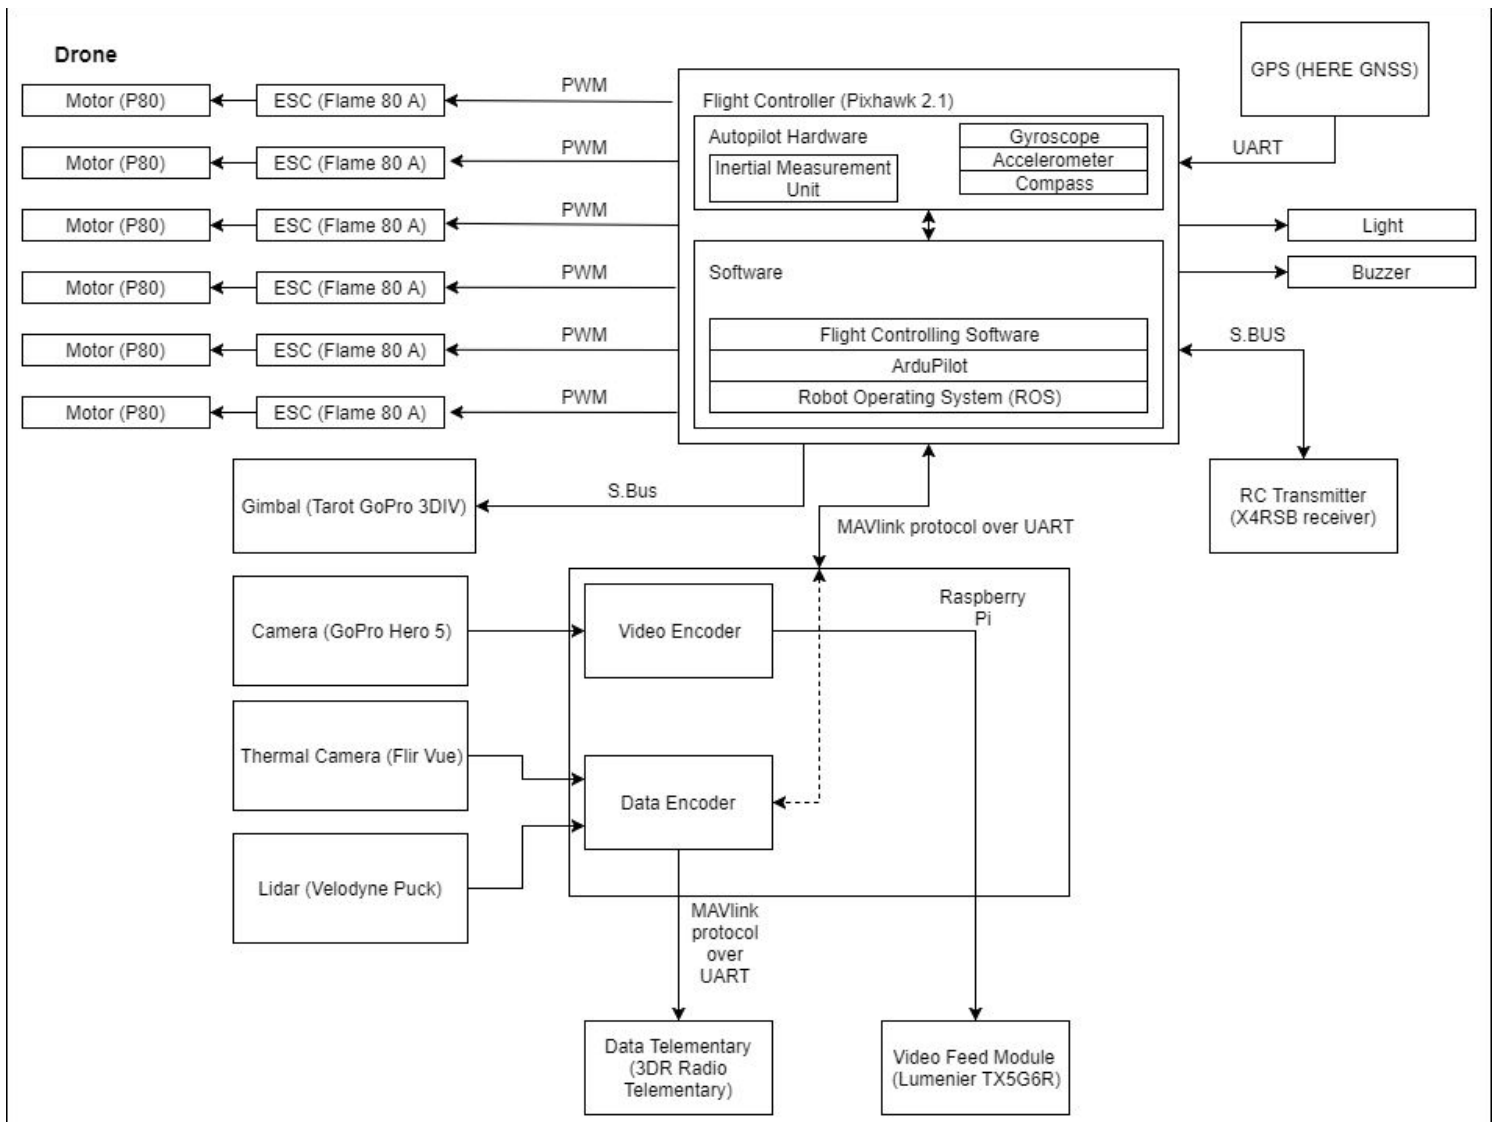 Drone
GPS (HERE GNSS)
Motor (P80)
ESC (Flame 80 A)
PWM
Flight Controller (Pixhawk 2.1)
Autopilot Hardware
Inertial Measurement
Unit
Gyroscope
Accelerometer
Compass
UART
Motor (P80)
ESC (Flame 80 A)
PWM
Motor (P80)
ESC (Flame 80 A)
PWM
Light
Software
Buzzer
Motor (P80)
ESC (Flame 80 A)
PWM
Flight Controlling Software
ArduPilot
Robot Operating System (ROS)
S.BUS
Motor (P80)
ESC (Flame 80 A)
PWM
Motor (P80)
ESC (Flame 80 A)
PWM
Gimbal (Tarot GoPro 3DIV)
S.Bus
MAVlink protocol over UART
RC Transmitter
(X4RSB receiver)
Camera (GoPro Hero 5)
Video Encoder
Raspberry
Pi
Thermal Camera (Flir Vue)
Data Encoder
Lidar (Velodyne Puck)
MAVlink
protocol
over
UART
Data Telementary
(3DR Radio
Telementary)
Video Feed Module
(Lumenier TX5G6R)